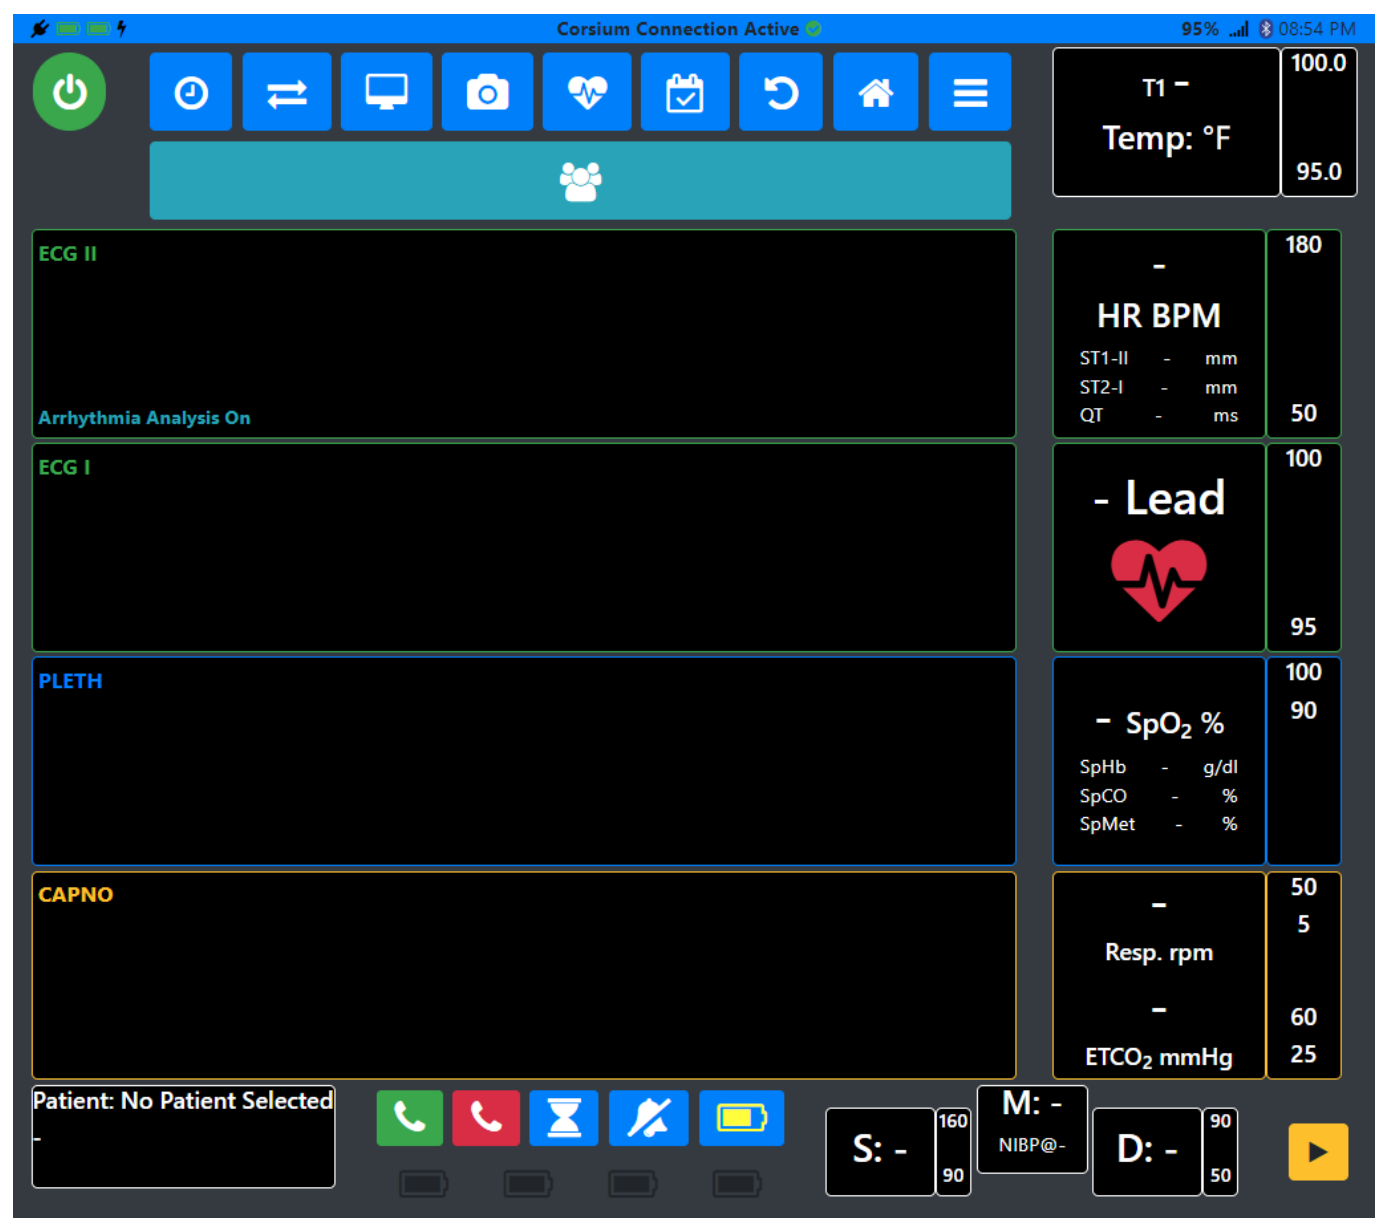 Corsium Connection Active
95% 08:54 PM
T1 -
Temp: °F
100.0
95.0
ECG II
Arrhythmia Analysis On
-
HR BPM
ST1-II - mm
ST2-I - mm
QT - ms
180
50
ECG I
- Lead
100
95
PLETH
- SpO₂ %
SpHb - g/dl
SpCO - %
SpMet - %
100
90
CAPNO
-
Resp. rpm
-
ETCO₂ mmHg
50
5
60
25
Patient: No Patient Selected
-
S: -
160
90
M: -
NIBP@-
D: -
90
50